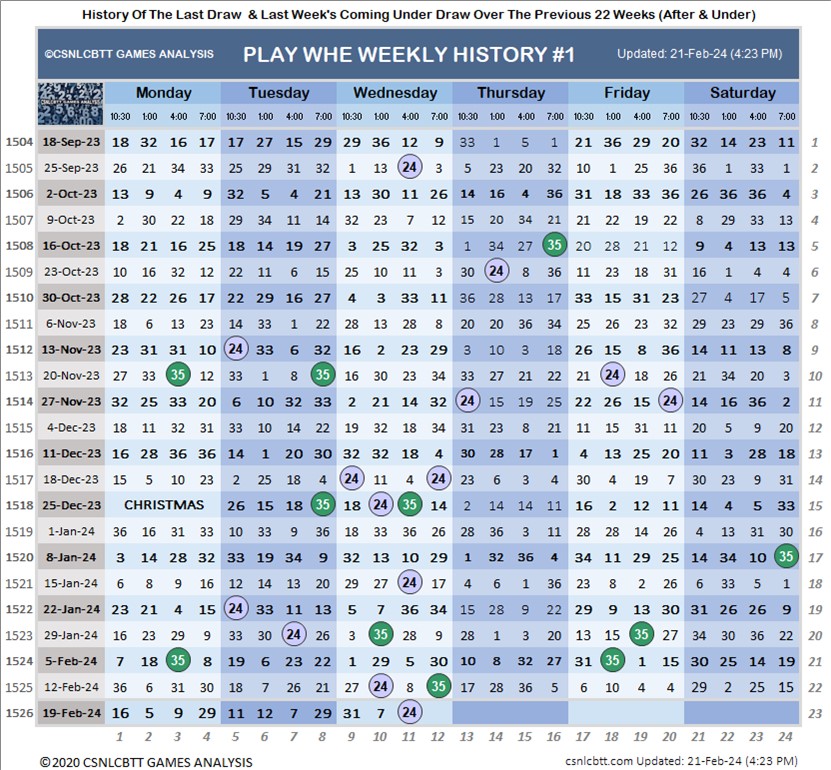 History Of The Last Draw & Last Week's Coming Under Draw Over The Previous 22 Weeks (After & Under)
©CSNLCBTT GAMES ANALYSIS PLAY WHE WEEKLY HISTORY #1 Updated: 21-Feb-24 (4:23 PM)
CSNLCBTT GAMES ANALYSIS Monday Tuesday Wednesday Thursday Friday Saturday
10:30 1:00 4:00 7:00 10:30 1:00 4:00 7:00 10:30 1:00 4:00 7:00 10:30 1:00 4:00 7:00 10:30 1:00 4:00 7:00 10:30 1:00 4:00 7:00
1504 18-Sep-23 18 32 16 17 17 27 15 29 29 36 12 9 33 1 5 1 21 36 29 20 32 14 23 11 1
1505 25-Sep-23 26 21 34 33 25 29 31 32 1 13 24 3 5 23 20 32 10 1 25 36 36 1 33 1 2
1506 2-Oct-23 13 9 4 9 32 5 4 21 13 30 11 26 14 16 4 36 31 18 33 36 26 36 36 4 3
1507 9-Oct-23 2 30 22 18 29 34 11 14 32 23 7 12 15 20 34 21 21 22 19 22 8 29 33 13 4
1508 16-Oct-23 18 21 16 25 18 14 19 27 3 25 32 3 1 34 27 35 20 28 21 12 9 4 13 13 5
1509 23-Oct-23 10 16 32 12 22 11 6 15 25 10 11 3 30 24 8 36 11 23 18 31 16 1 4 4 6
1510 30-Oct-23 28 22 26 17 22 29 16 27 4 3 33 11 36 28 13 17 33 15 31 23 27 4 17 5 7
1511 6-Nov-23 18 6 13 23 14 33 1 22 28 13 28 8 20 20 36 34 25 26 23 32 29 23 29 36 8
1512 13-Nov-23 23 31 31 10 24 33 6 32 16 2 23 29 3 10 3 18 26 15 8 36 14 11 13 8 9
1513 20-Nov-23 27 33 35 12 33 1 8 35 16 30 23 34 33 27 21 22 21 24 18 26 21 34 20 3 10
1514 27-Nov-23 32 25 33 20 6 10 32 33 2 21 14 32 24 15 19 25 22 26 15 24 14 16 36 2 11
1515 4-Dec-23 18 11 32 31 33 10 14 22 19 32 18 34 31 23 8 21 11 15 31 11 20 5 9 20 12
1516 11-Dec-23 16 28 36 36 14 1 20 30 32 32 18 4 30 28 17 1 4 13 25 20 11 3 28 18 13
1517 18-Dec-23 15 5 10 23 2 25 18 4 24 11 4 24 23 6 3 4 30 4 19 7 30 23 9 31 14
1518 25-Dec-23 CHRISTMAS 26 15 18 35 18 24 35 14 2 14 14 11 16 2 12 11 14 4 5 33 15
1519 1-Jan-24 36 16 31 33 10 33 9 36 18 33 36 26 28 36 3 11 28 28 14 26 4 13 31 30 16
1520 8-Jan-24 3 14 28 32 33 19 34 9 32 13 10 29 1 32 36 4 34 11 29 25 14 34 10 35 17
1521 15-Jan-24 6 8 9 16 12 14 13 20 29 27 24 17 4 6 1 36 23 8 2 26 6 33 5 1 18
1522 22-Jan-24 23 21 4 15 24 33 11 13 5 7 36 34 15 28 9 22 29 9 13 30 31 26 26 9 19
1523 29-Jan-24 16 23 29 9 33 30 24 26 3 35 28 9 28 1 3 20 13 15 35 27 34 30 36 22 20
1524 5-Feb-24 7 18 35 8 19 6 23 22 1 29 5 30 10 8 32 27 31 35 1 15 30 25 14 19 21
1525 12-Feb-24 36 6 31 30 18 7 26 21 27 24 8 35 17 28 36 5 6 10 4 4 29 2 25 15 22
1526 19-Feb-24 16 5 9 29 11 12 7 29 31 7 24 23
1 2 3 4 5 6 7 8 9 10 11 12 13 14 15 16 17 18 19 20 21 22 23 24
©2020 CSNLCBTT GAMES ANALYSIS csnlcbtt.com Updated: 21-Feb-24 (4:23 PM)